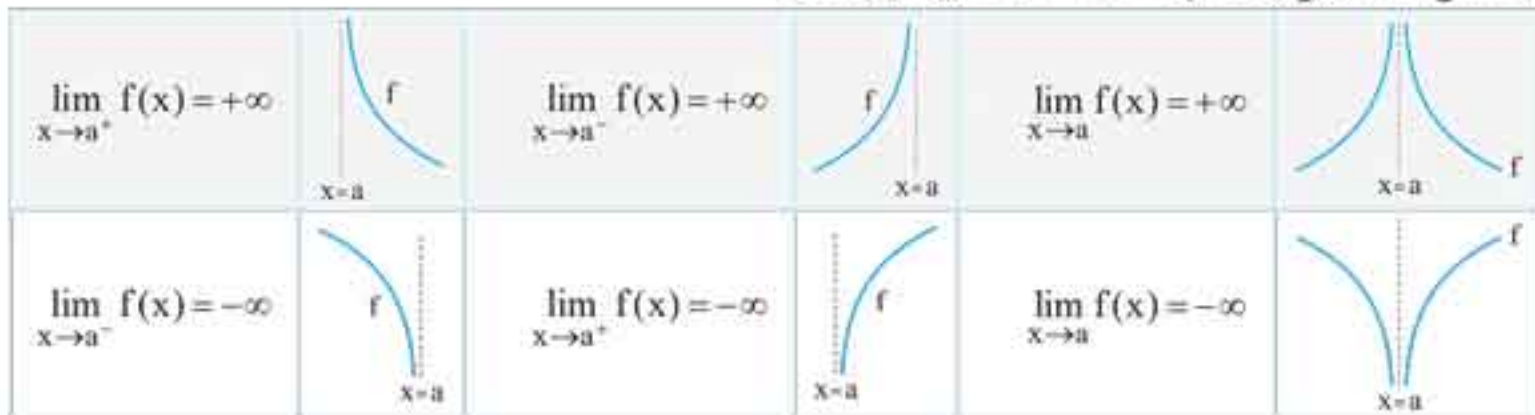 lim f(x) = +∞
x→a⁺
f
x = a
lim f(x) = +∞
x→a⁻
f
x = a
lim f(x) = +∞
x→a
f
x = a
lim f(x) = −∞
x→a⁻
f
x = a
lim f(x) = −∞
x→a⁺
f
x = a
lim f(x) = −∞
x→a
f
x = a